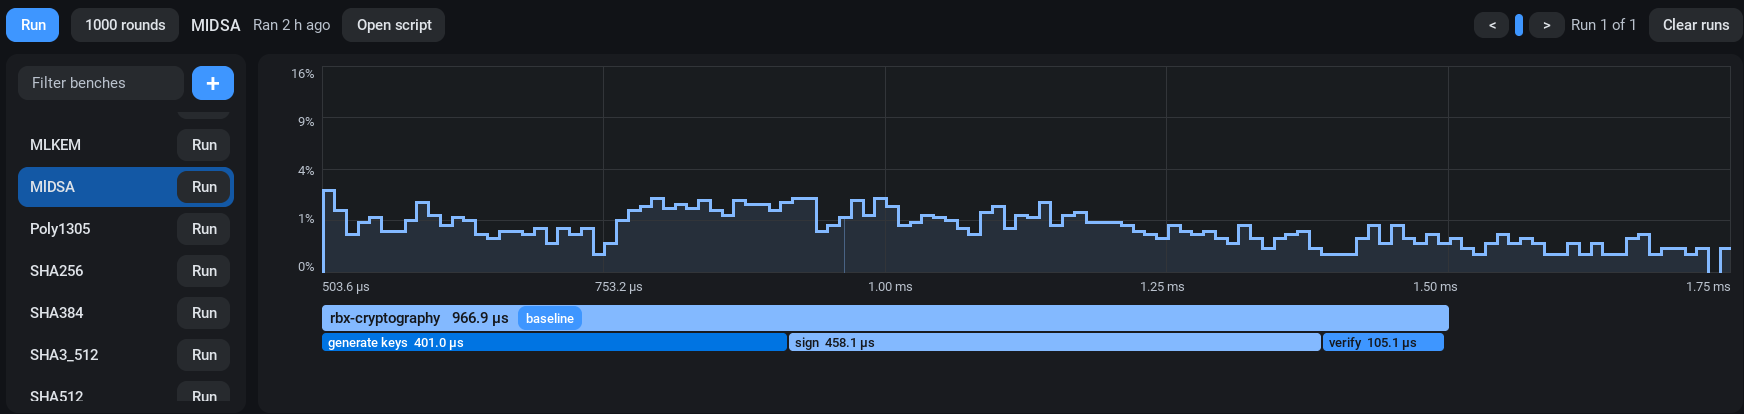 Run 1000 rounds MlDSA Ran 2 h ago Open script < > Run 1 of 1 Clear runs
Filter benches +
MLKEM Run
MlDSA Run
Poly1305 Run
SHA256 Run
SHA384 Run
SHA3_512 Run
SHA512 Run
16%
9%
4%
1%
0%
503.6 µs 753.2 µs 1.00 ms 1.25 ms 1.50 ms 1.75 ms
rbx-cryptography 966.9 µs baseline
generate keys 401.0 µs sign 458.1 µs verify 105.1 µs